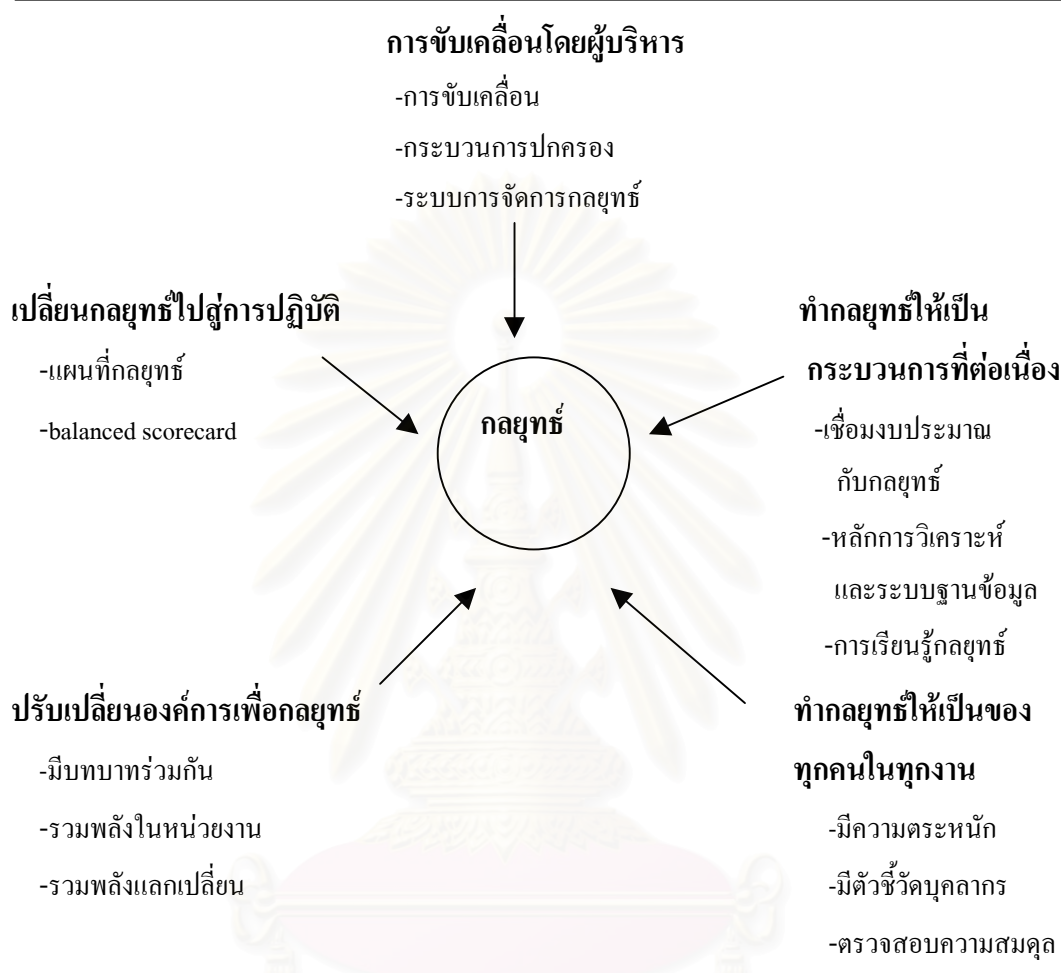 การขับเคลื่อนโดยผู้บริหาร
-การขับเคลื่อน
-กระบวนการปกครอง
-ระบบการจัดการกลยุทธ์
เปลี่ยนกลยุทธ์ไปสู่การปฏิบัติ
-แผนที่กลยุทธ์
-balanced scorecard
กลยุทธ์
ทำกลยุทธ์ให้เป็น
กระบวนการที่ต่อเนื่อง
-เชื่อมงบประมาณ
กับกลยุทธ์
-หลักการวิเคราะห์
และระบบฐานข้อมูล
-การเรียนรู้กลยุทธ์
ปรับเปลี่ยนองค์การเพื่อกลยุทธ์
-มีบทบาทร่วมกัน
-รวมพลังในหน่วยงาน
-รวมพลังแลกเปลี่ยน
ทำกลยุทธ์ให้เป็นของ
ทุกคนในทุกงาน
-มีความตระหนัก
-มีตัวชี้วัดบุคลากร
-ตรวจสอบความสมดุล